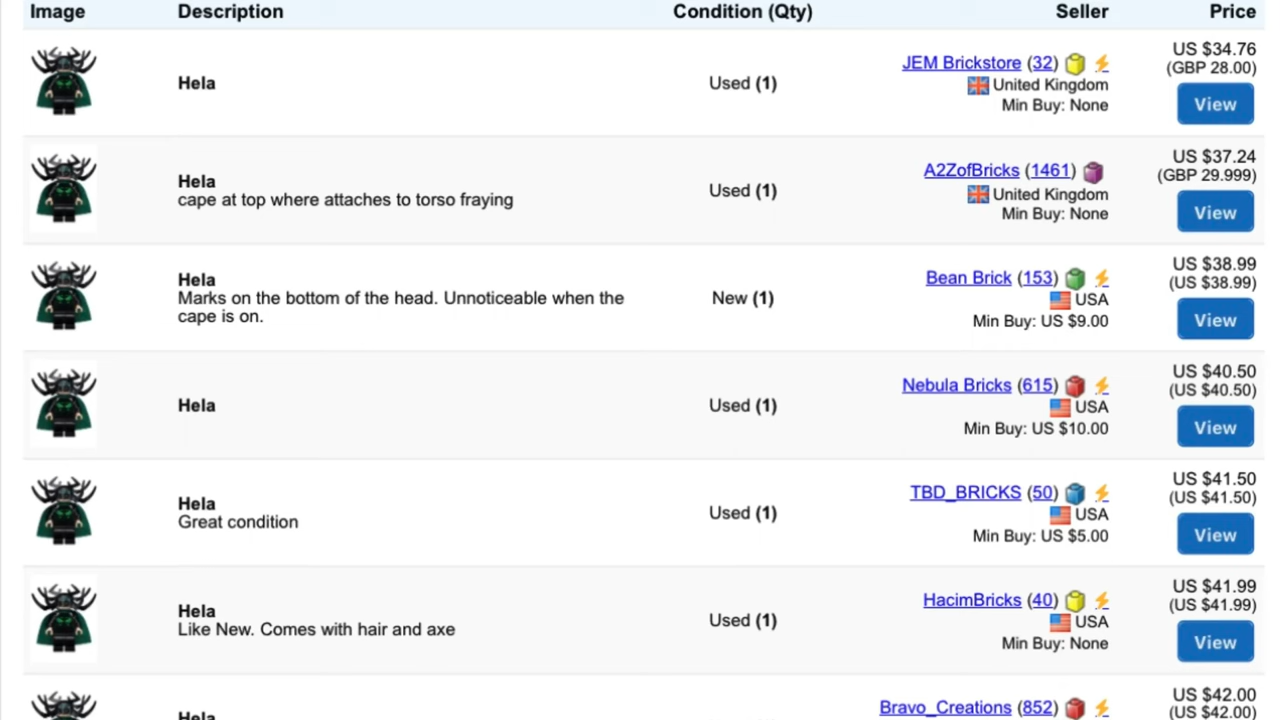 Image Description Condition (Qty) Seller Price
Hela
Used (1)
JEM Brickstore (32)
United Kingdom
Min Buy: None
US $34.76
(GBP 28.00)
View
Hela
cape at top where attaches to torso fraying
Used (1)
A2ZofBricks (1461)
United Kingdom
Min Buy: None
US $37.24
(GBP 29.999)
View
Hela
Marks on the bottom of the head. Unnoticeable when the
cape is on.
New (1)
Bean Brick (153)
USA
Min Buy: US $9.00
US $38.99
(US $38.99)
View
Hela
Used (1)
Nebula Bricks (615)
USA
Min Buy: US $10.00
US $40.50
(US $40.50)
View
Hela
Great condition
Used (1)
TBD_BRICKS (50)
USA
Min Buy: US $5.00
US $41.50
(US $41.50)
View
Hela
Like New. Comes with hair and axe
Used (1)
HacimBricks (40)
USA
Min Buy: None
US $41.99
(US $41.99)
View
Hela
Bravo_Creations (852)
US $42.00
(US $42.00)